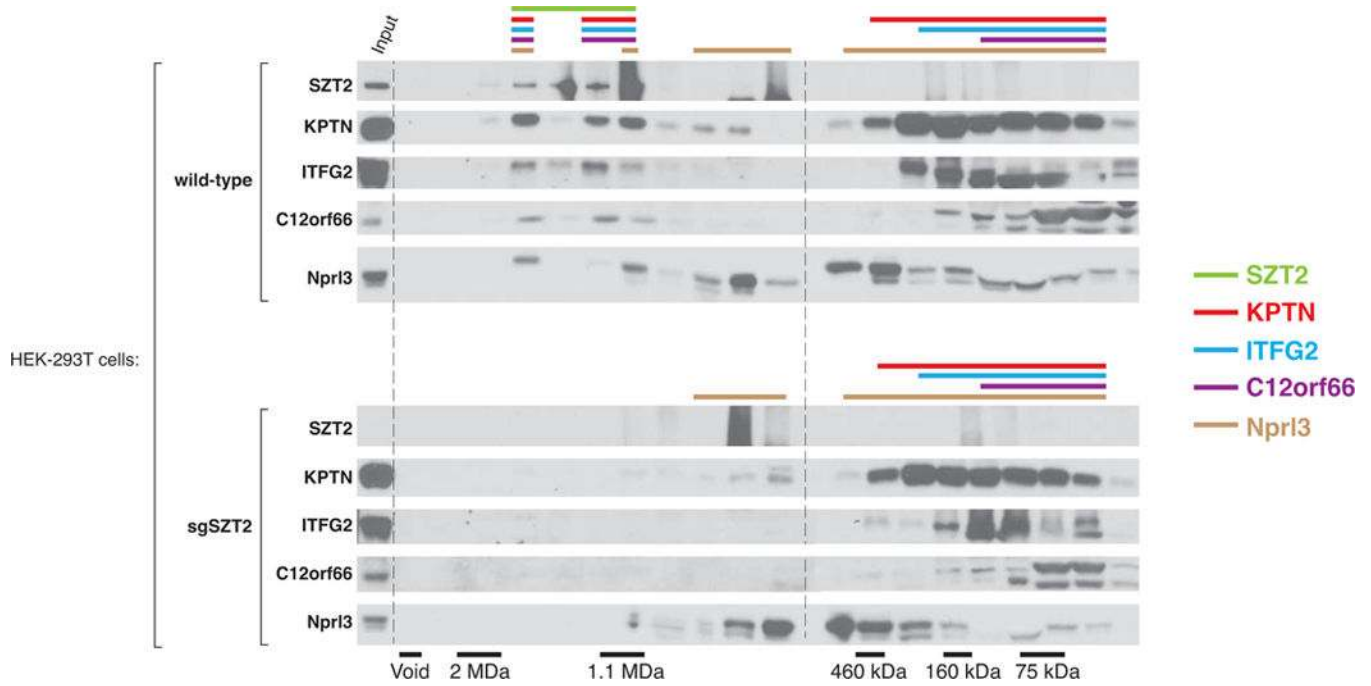 Input
SZT2
KPTN
wild-type
ITFG2
C12orf66
Nprl3
HEK-293T cells:
SZT2
KPTN
sgSZT2
ITFG2
C12orf66
Nprl3
Void 2 MDa 1.1 MDa 460 kDa 160 kDa 75 kDa
SZT2
KPTN
ITFG2
C12orf66
Nprl3